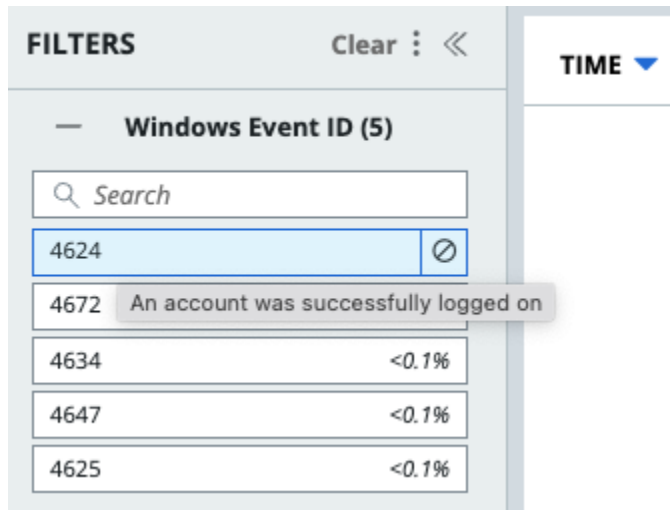 FILTERS Clear
TIME
Windows Event ID (5)
Search
4624
4672 An account was successfully logged on
4634 <0.1%
4647 <0.1%
4625 <0.1%